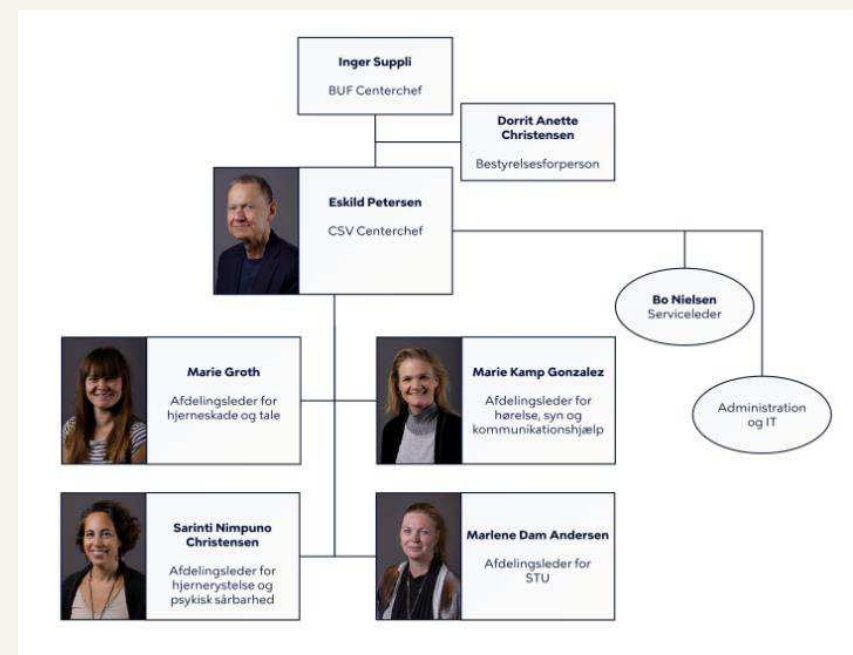 Inger Suppli
BUF Centerchef
Dorrit Anette
Christensen
Bestyrelsesforperson
Eskild Petersen
CSV Centerchef
Bo Nielsen
Serviceleder
Marie Groth
Afdelingsleder for
hjerneskade og tale
Marie Kamp Gonzalez
Afdelingsleder for
hørelse, syn og
kommunikationshjælp
Administration
og IT
Sarinti Nimpuno
Christensen
Afdelingsleder for
hjernerystelse og
psykisk sårbarhed
Marlene Dam Andersen
Afdelingsleder for
STU